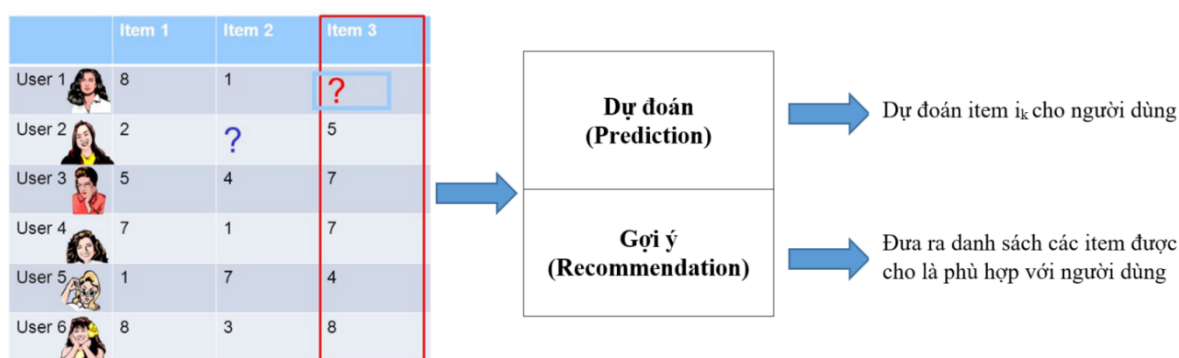 Item 1 Item 2 Item 3
User 1 8 1 ?
User 2 2 ? 5
User 3 5 4 7
User 4 7 1 7
User 5 1 7 4
User 6 8 3 8
Dự đoán
(Prediction)
Gợi ý
(Recommendation)
Dự đoán item iₖ cho người dùng
Đưa ra danh sách các item được
cho là phù hợp với người dùng